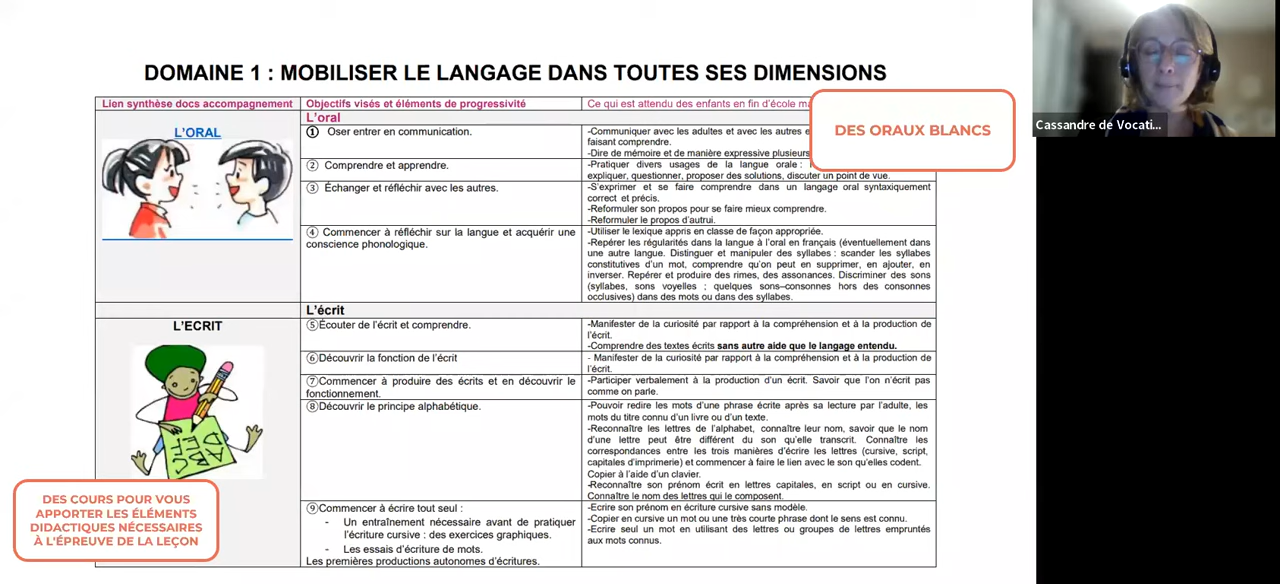 DOMAINE 1 : MOBILISER LE LANGAGE DANS TOUTES SES DIMENSIONS
Lien synthèse docs accompagnement
Objectifs visés et éléments de progressivité
Ce qui est attendu des enfants en fin d'école
L'oral
L'ORAL
① Oser entrer en communication.
-Communiquer avec les adultes et avec les autres
faisant comprendre.
-Dire de mémoire et de manière expressive plusieurs
② Comprendre et apprendre.
-Pratiquer divers usages de la langue orale :
expliquer, questionner, proposer des solutions, discuter un point de vue.
③ Échanger et réfléchir avec les autres.
-S'exprimer et se faire comprendre dans un langage oral syntaxiquement
correct et précis.
-Reformuler son propos pour se faire mieux comprendre.
-Reformuler le propos d'autrui.
④ Commencer à réfléchir sur la langue et acquérir une
conscience phonologique.
-Utiliser le lexique appris en classe de façon appropriée.
-Repérer les régularités dans la langue à l'oral en français (éventuellement dans
une autre langue. Distinguer et manipuler des syllabes : scander les syllabes
constitutives d'un mot, comprendre qu'on peut en supprimer, en ajouter, en
inverser. Repérer et produire des rimes, des assonances. Discriminer des sons
(syllabes, sons voyelles ; quelques sons–consonnes hors des consonnes
occlusives) dans des mots ou dans des syllabes.
L'écrit
L'ECRIT
⑤Écouter de l'écrit et comprendre.
-Manifester de la curiosité par rapport à la compréhension et à la production de
l'écrit.
-Comprendre des textes écrits sans autre aide que le langage entendu.
⑥Découvrir la fonction de l'écrit
- Manifester de la curiosité par rapport à la compréhension et à la production de
l'écrit.
⑦Commencer à produire des écrits et en découvrir le
fonctionnement.
-Participer verbalement à la production d'un écrit. Savoir que l'on n'écrit pas
comme on parle.
⑧Découvrir le principe alphabétique.
-Pouvoir redire les mots d'une phrase écrite après sa lecture par l'adulte, les
mots du titre connu d'un livre ou d'un texte.
-Reconnaître les lettres de l'alphabet, connaître leur nom, savoir que le nom
d'une lettre peut être différent du son qu'elle transcrit. Connaître les
correspondances entre les trois manières d'écrire les lettres (cursive, script,
capitales d'imprimerie) et commencer à faire le lien avec le son qu'elles codent.
Copier à l'aide d'un clavier.
-Reconnaître son prénom écrit en lettres capitales, en script ou en cursive.
Connaître le nom des lettres qui le composent.
⑨Commencer à écrire tout seul :
- Un entraînement nécessaire avant de pratiquer
l'écriture cursive : des exercices graphiques.
- Les essais d'écriture de mots.
Les premières productions autonomes d'écritures.
-Ecrire son prénom en écriture cursive sans modèle.
-Copier en cursive un mot ou une très courte phrase dont le sens est connu.
-Ecrire seul un mot en utilisant des lettres ou groupes de lettres empruntés
aux mots connus.
DES ORAUX BLANCS
Cassandre de Vocati...
DES COURS POUR VOUS
APPORTER LES ÉLÉMENTS
DIDACTIQUES NÉCESSAIRES
À L'ÉPREUVE DE LA LEÇON